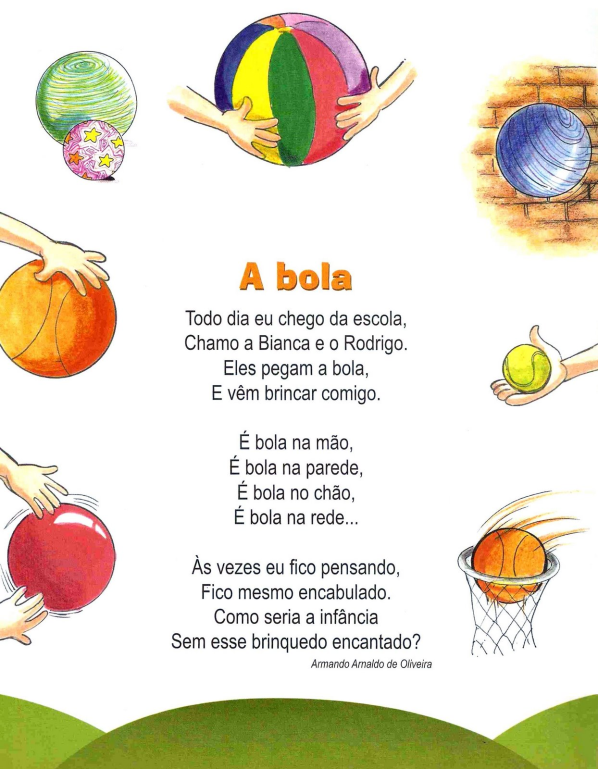 A bola
Todo dia eu chego da escola,
Chamo a Bianca e o Rodrigo.
Eles pegam a bola,
E vêm brincar comigo.
É bola na mão,
É bola na parede,
É bola no chão,
É bola na rede...
Às vezes eu fico pensando,
Fico mesmo encabulado.
Como seria a infância
Sem esse brinquedo encantado?
Armando Arnaldo de Oliveira